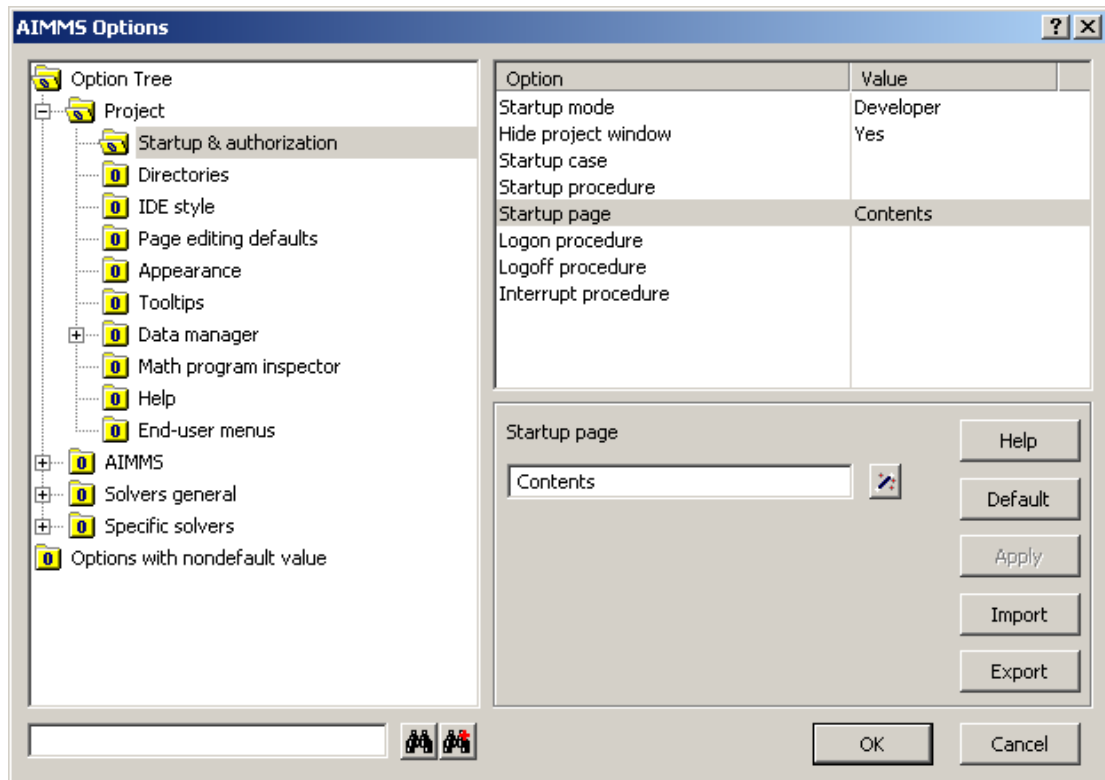 AIMMS Options
Option Tree
Project
Startup & authorization
Directories
IDE style
Page editing defaults
Appearance
Tooltips
Data manager
Math program inspector
Help
End-user menus
AIMMS
Solvers general
Specific solvers
Options with nondefault value
Option Value
Startup mode Developer
Hide project window Yes
Startup case
Startup procedure
Startup page Contents
Logon procedure
Logoff procedure
Interrupt procedure
Startup page
Contents
Help
Default
Apply
Import
Export
OK Cancel